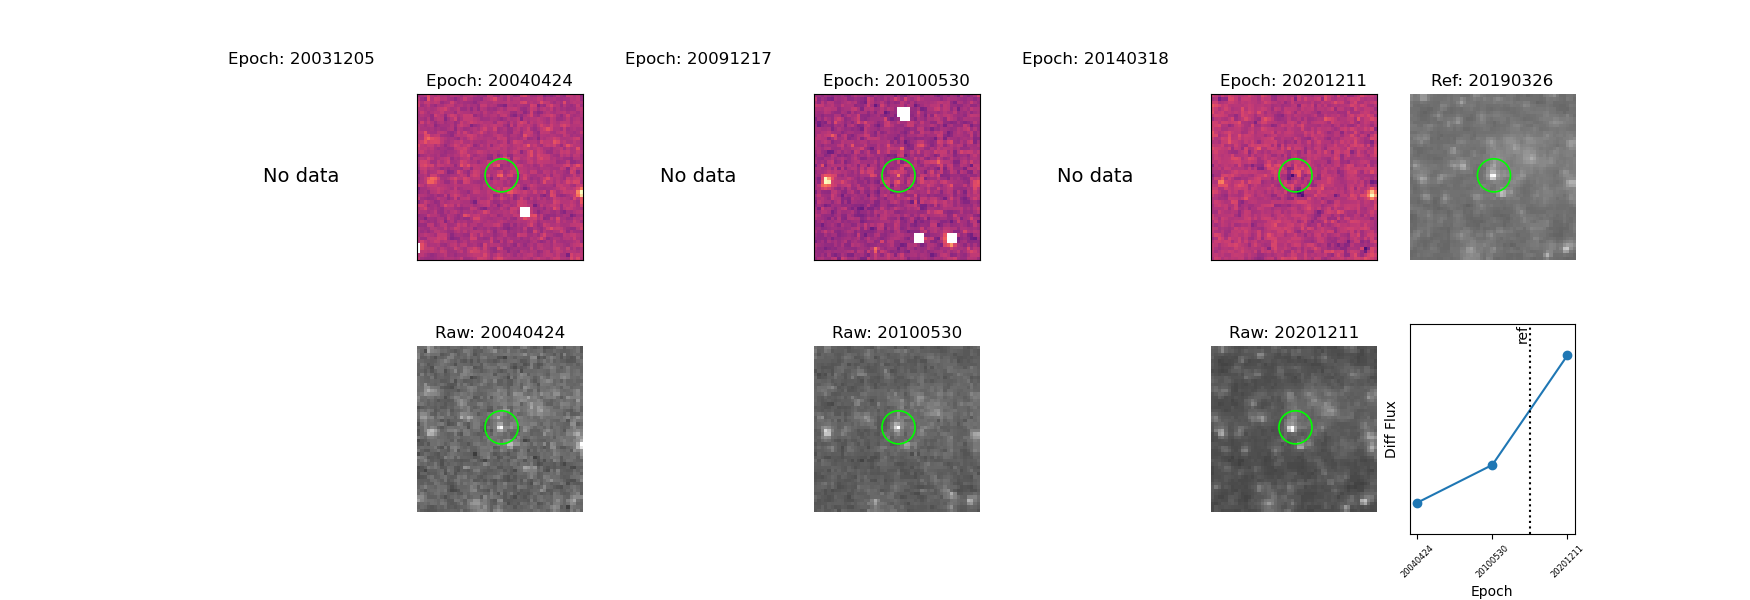 Epoch: 20031205
Epoch: 20091217
Epoch: 20140318
Epoch: 20040424
Epoch: 20100530
Epoch: 20201211
Ref: 20190326
No data
No data
No data
Raw: 20040424
Raw: 20100530
Raw: 20201211
ref
Diff Flux
20040424
20100530
20201211
Epoch